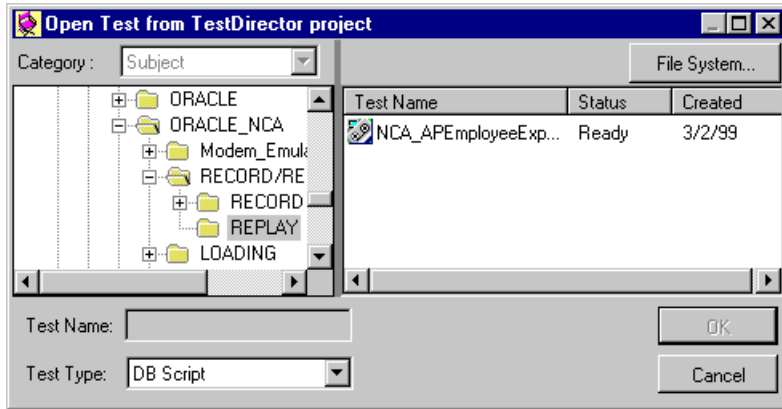 Open Test from TestDirector project
Category : Subject
File System...
ORACLE
ORACLE_NCA
Modem_Emula
RECORD/RE
RECORD
REPLAY
LOADING
Test Name Status Created
NCA_APEmployeeExp... Ready 3/2/99
Test Name:
OK
Test Type: DB Script
Cancel